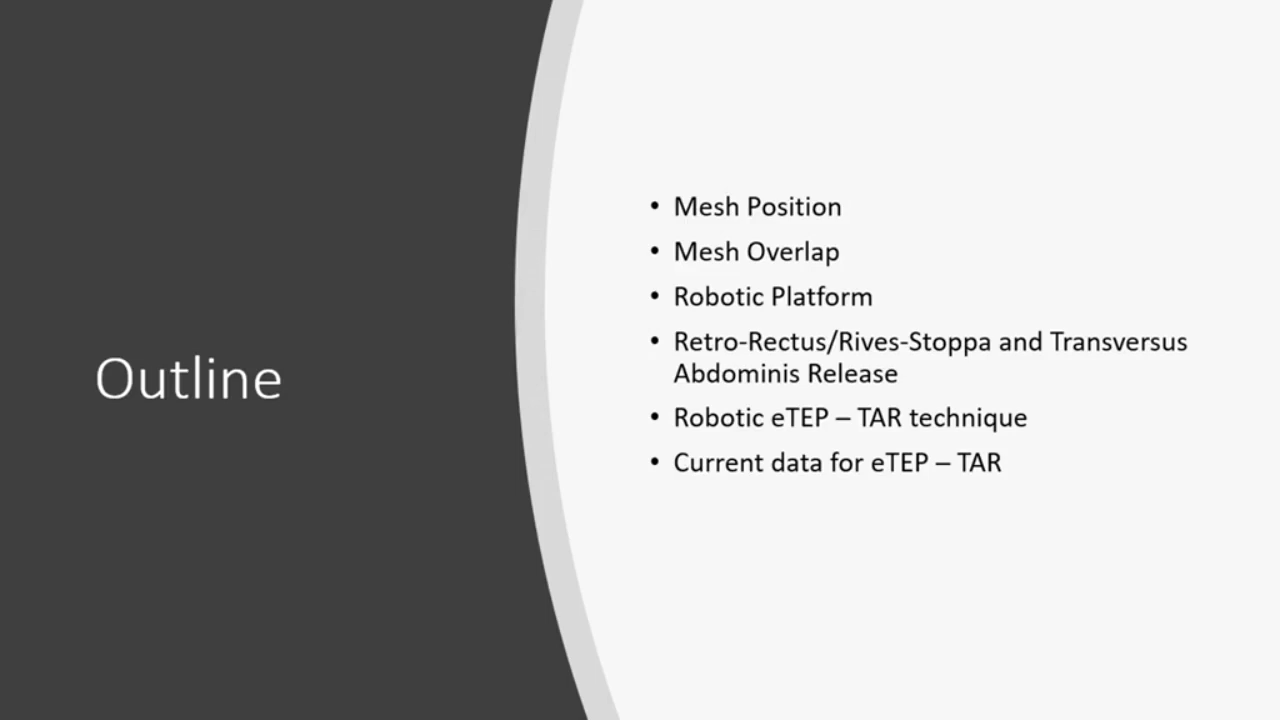 Outline
• Mesh Position
• Mesh Overlap
• Robotic Platform
• Retro-Rectus/Rives-Stoppa and Transversus
Abdominis Release
• Robotic eTEP – TAR technique
• Current data for eTEP – TAR